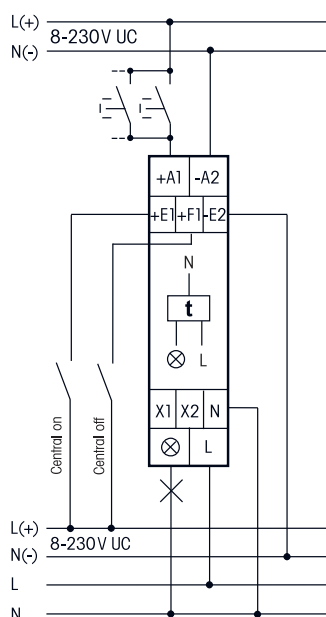 L(+)
8-230V UC
N(-)
+A1 -A2
+E1 +F1 -E2
N
t
L
X1 X2 N
L
Central on
Central off
L(+)
8-230V UC
N(-)
L
N